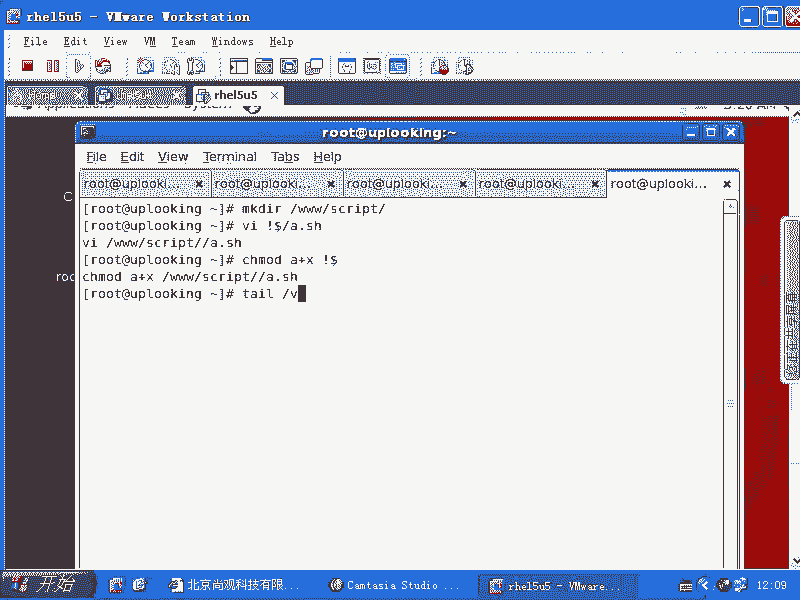 rhel5u5 - VMware Workstation
File Edit View VM Team Windows Help
rhel5u5
root@uplooking:~
File Edit View Terminal Tabs Help
root@uplooki... root@uplooki... root@uplooki... root@uplooki... root@uplooki...
[root@uplooking ~]# mkdir /www/script/
[root@uplooking ~]# vi !$/a.sh
vi /www/script//a.sh
[root@uplooking ~]# chmod a+x !$
chmod a+x /www/script//a.sh
[root@uplooking ~]# tail /v
C
roo
开始 北京尚观科技有限... Camtasia Studio ... rhel5u5 - VMware... 12:09